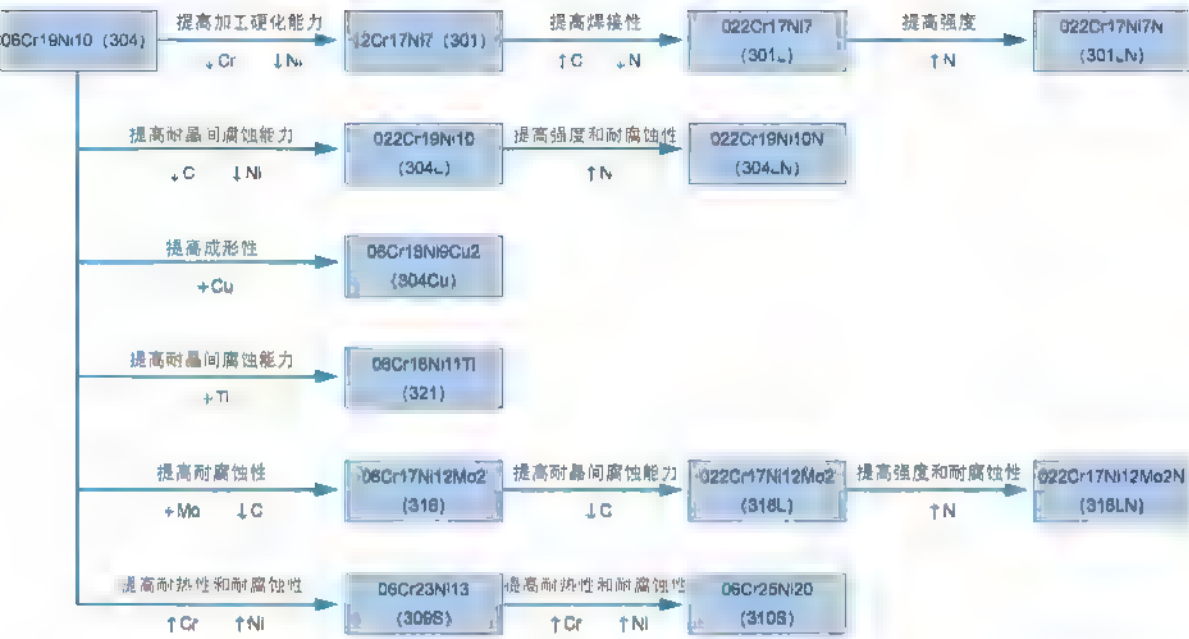 06Cr19Ni10 (304)
提高加工硬化能力
↓Cr ↓Ni
12Cr17Ni7 (301)
提高焊接性
↑C ↓N
022Cr17Ni7
(301L)
提高强度
↑N
022Cr17Ni7N
(301LN)
提高耐晶间腐蚀能力
↓C ↓Ni
022Cr19Ni10
(304L)
提高强度和耐腐蚀性
↑N
022Cr19Ni10N
(304LN)
提高成形性
+Cu
06Cr18Ni9Cu2
(304Cu)
提高耐晶间腐蚀能力
+Ti
06Cr18Ni11Ti
(321)
提高耐腐蚀性
+Mo ↓C
06Cr17Ni12Mo2
(316)
提高耐晶间腐蚀能力
↓C
022Cr17Ni12Mo2
(316L)
提高强度和耐腐蚀性
↑N
022Cr17Ni12Mo2N
(316LN)
提高耐热性和耐腐蚀性
↑Cr ↑Ni
06Cr23Ni13
(309S)
提高耐热性和耐腐蚀性
↑Cr ↑Ni
06Cr25Ni20
(310S)